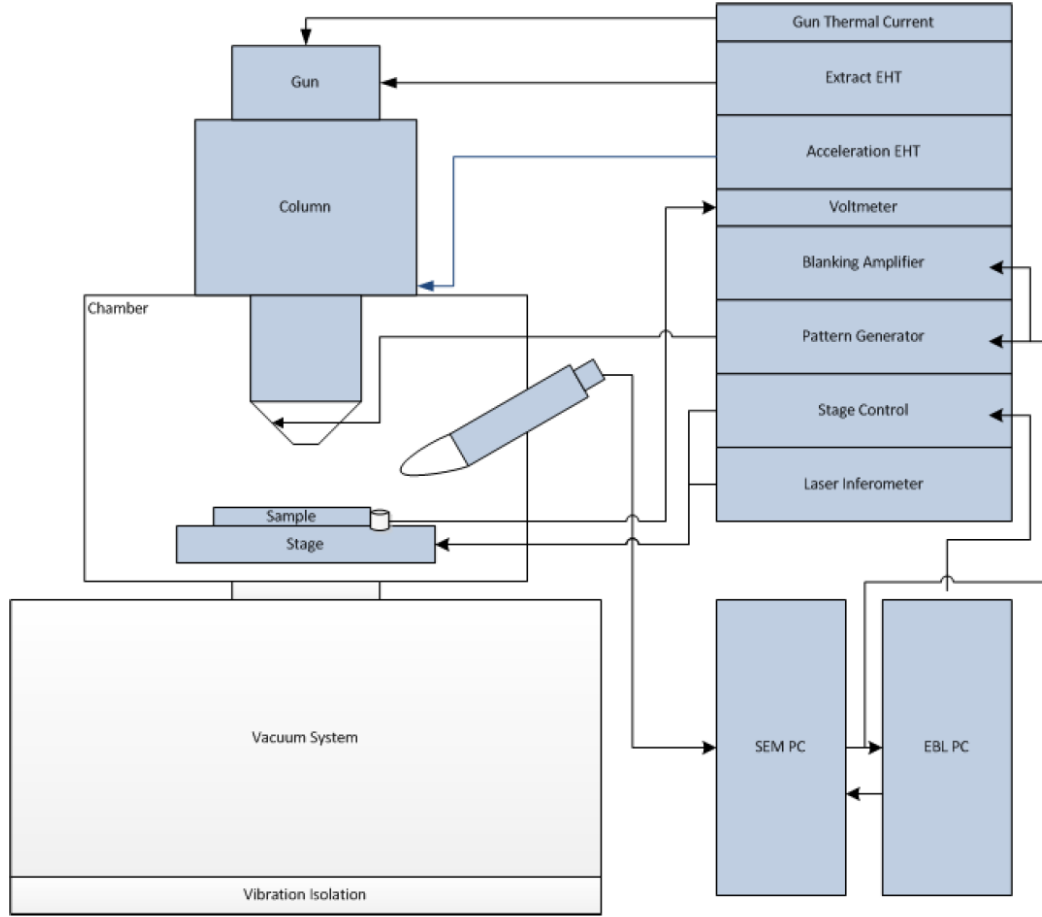 Gun Thermal Current
Gun
Extract EHT
Acceleration EHT
Column
Voltmeter
Blanking Amplifier
Chamber
Pattern Generator
Stage Control
Laser Inferometer
Sample
Stage
Vacuum System
SEM PC
EBL PC
Vibration Isolation